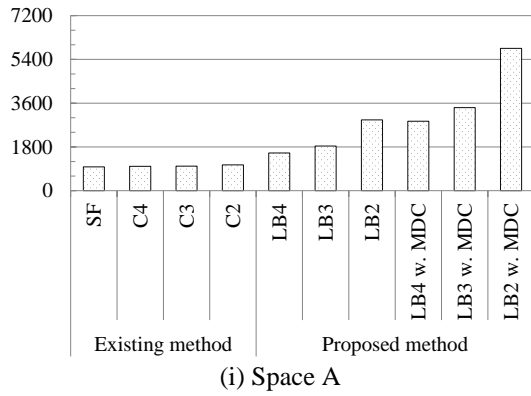 7200
5400
3600
1800
0
SF
C4
C3
C2
LB4
LB3
LB2
LB4 w. MDC
LB3 w. MDC
LB2 w. MDC
Existing method
Proposed method
(i) Space A